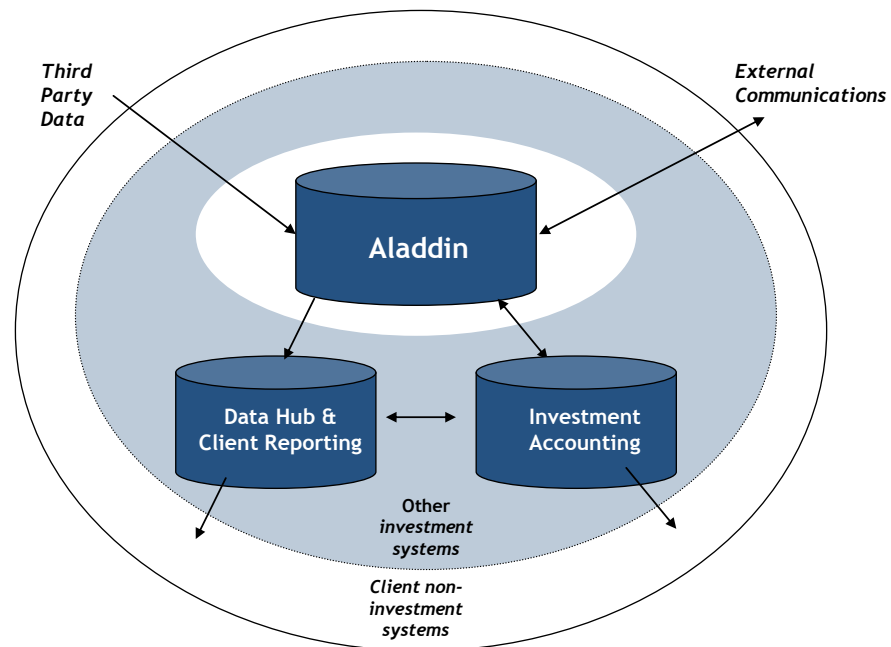 Third
Party
Data
External
Communications
Aladdin
Data Hub &
Client Reporting
Investment
Accounting
Other
investment
systems
Client non-
investment
systems